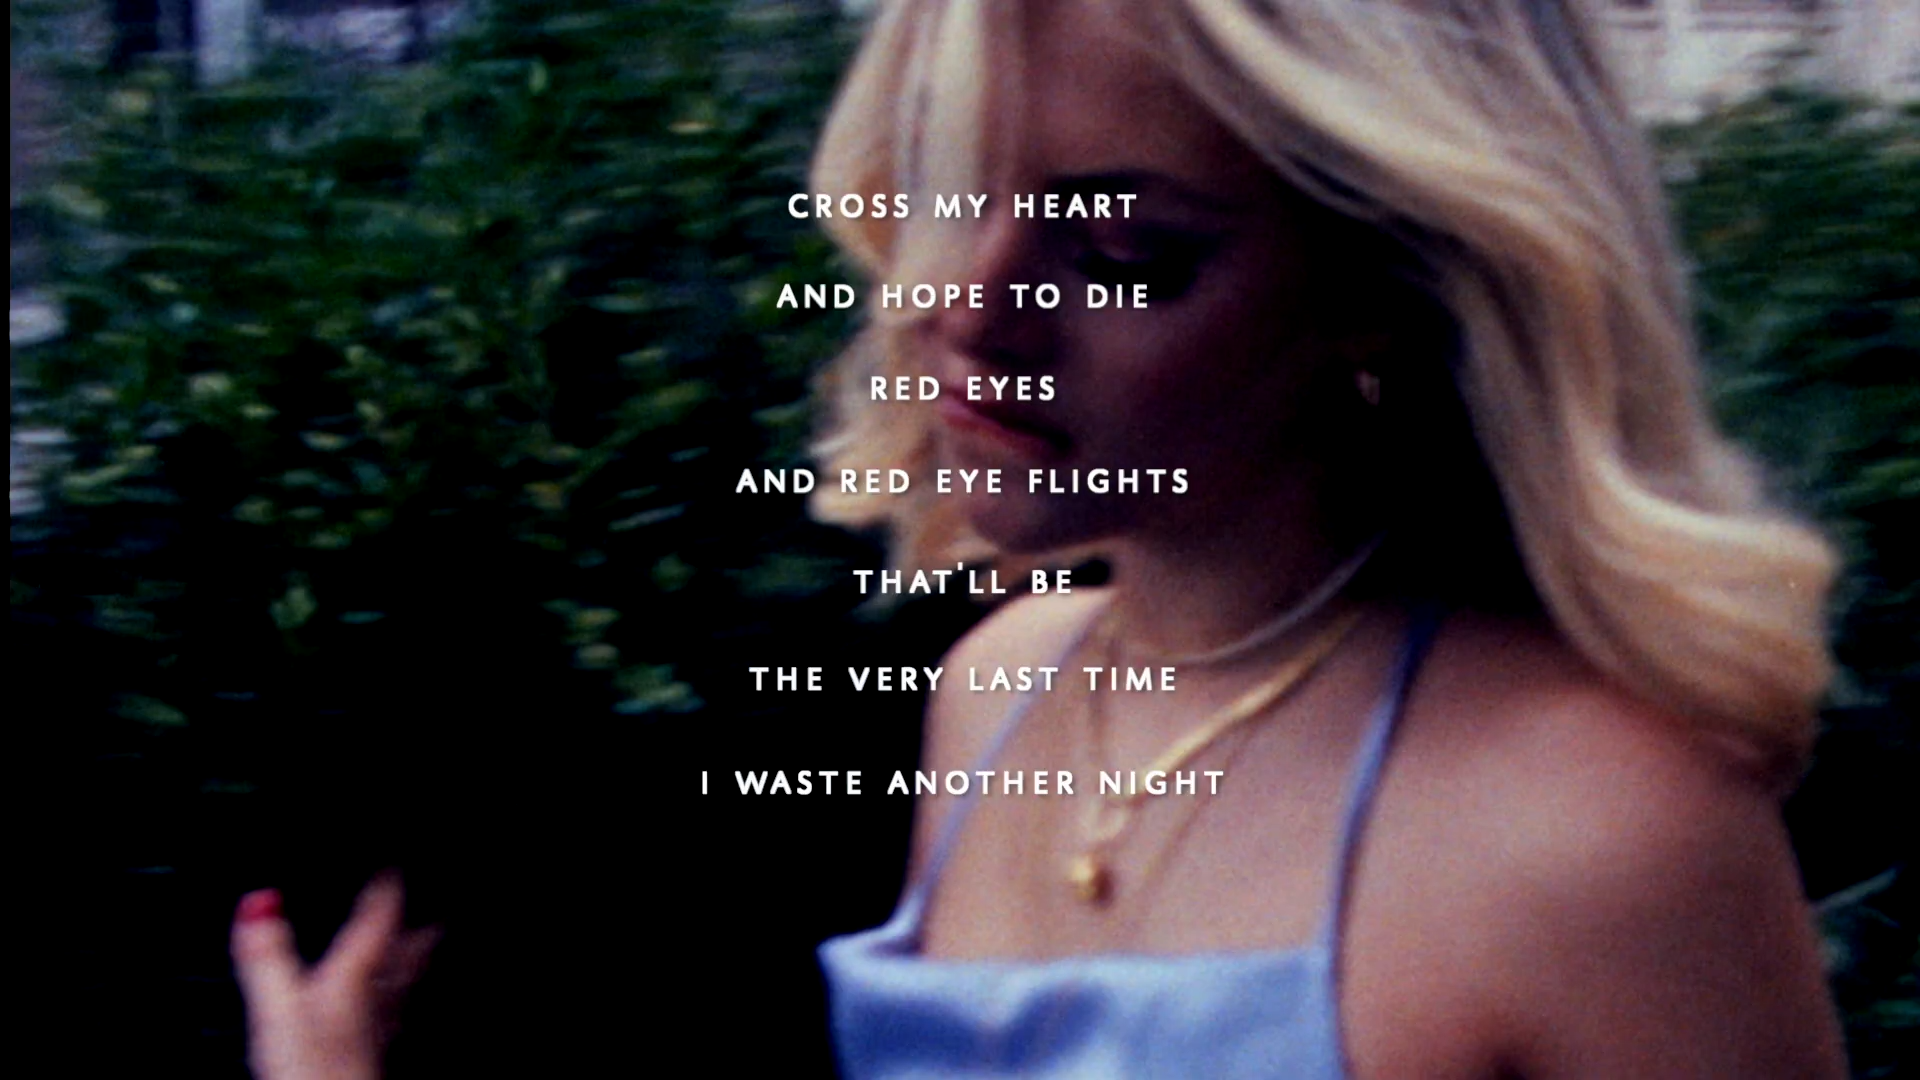 CROSS MY HEART
AND HOPE TO DIE
RED EYES
AND RED EYE FLIGHTS
THAT'LL BE
THE VERY LAST TIME
I WASTE ANOTHER NIGHT